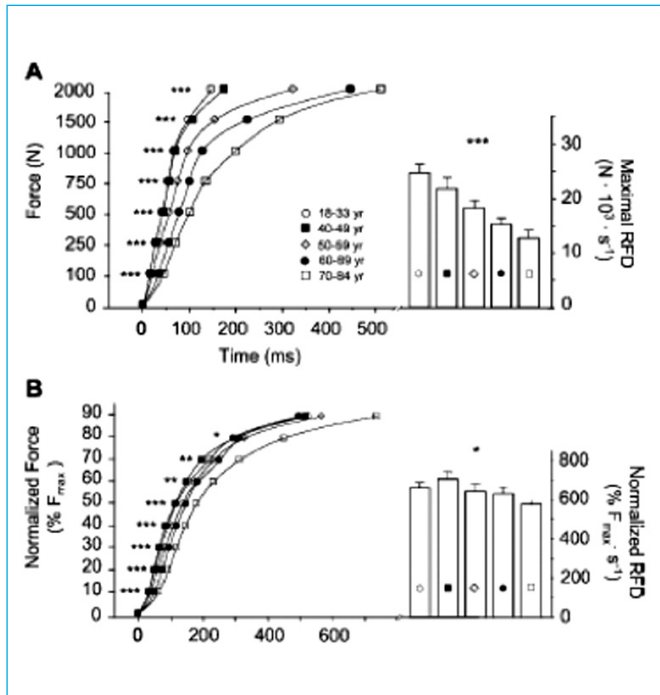 A
***
2000
***
1500
***
1000
***
750
***
500
***
250
***
100
0
Force (N)
0 100 200 300 400 500
Time (ms)
18-33 yr
40-49 yr
50-59 yr
60-89 yr
70-84 yr
***
30
20
10
0
Maximal RFD
(N · 10³ · s⁻¹)
B
90
*
80
**
70
**
60
***
50
***
40
***
30
***
20
***
10
0
Normalized Force
(% Fmax)
0 200 400 600
*
800
600
400
200
0
Normalized RFD
(% Fmax · s⁻¹)